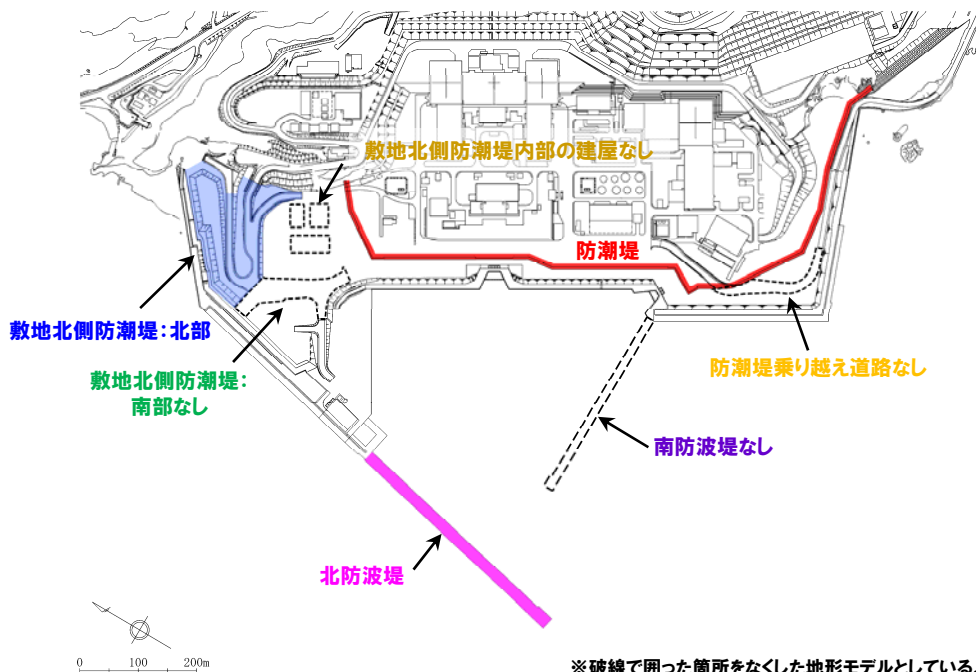 敷地北側防潮堤内部の建屋なし
防潮堤
敷地北側防潮堤：北部
敷地北側防潮堤：
南部なし
防潮堤乗り越え道路なし
南防波堤なし
北防波堤
0 100 200m
※破線で囲った箇所をなくした地形モデルとしている。